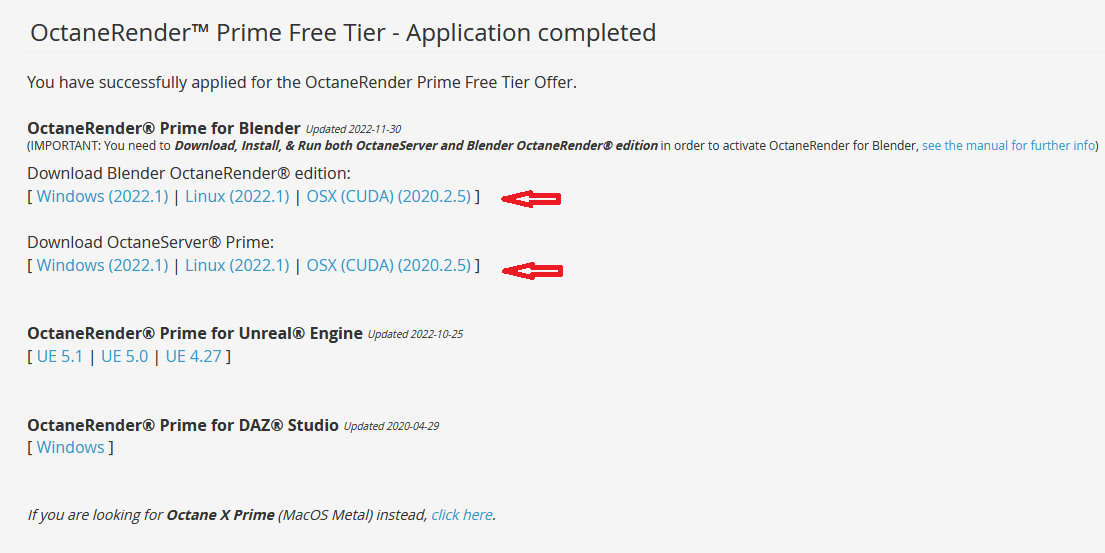 OctaneRender™ Prime Free Tier - Application completed
You have successfully applied for the OctaneRender Prime Free Tier Offer.
OctaneRender® Prime for Blender Updated 2022-11-30
(IMPORTANT: You need to Download, Install, & Run both OctaneServer and Blender OctaneRender® edition in order to activate OctaneRender for Blender, see the manual for further info)
Download Blender OctaneRender® edition:
[ Windows (2022.1) | Linux (2022.1) | OSX (CUDA) (2020.2.5) ]
Download OctaneServer® Prime:
[ Windows (2022.1) | Linux (2022.1) | OSX (CUDA) (2020.2.5) ]
OctaneRender® Prime for Unreal® Engine Updated 2022-10-25
[ UE 5.1 | UE 5.0 | UE 4.27 ]
OctaneRender® Prime for DAZ® Studio Updated 2020-04-29
[ Windows ]
If you are looking for Octane X Prime (MacOS Metal) instead, click here.